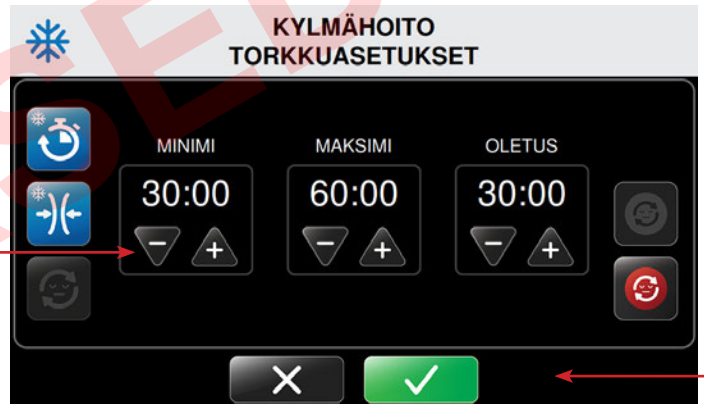 KYLMÄHOITO
TORKKUASETUKSET
MINIMI MAKSIMI OLETUS
30:00 60:00 30:00